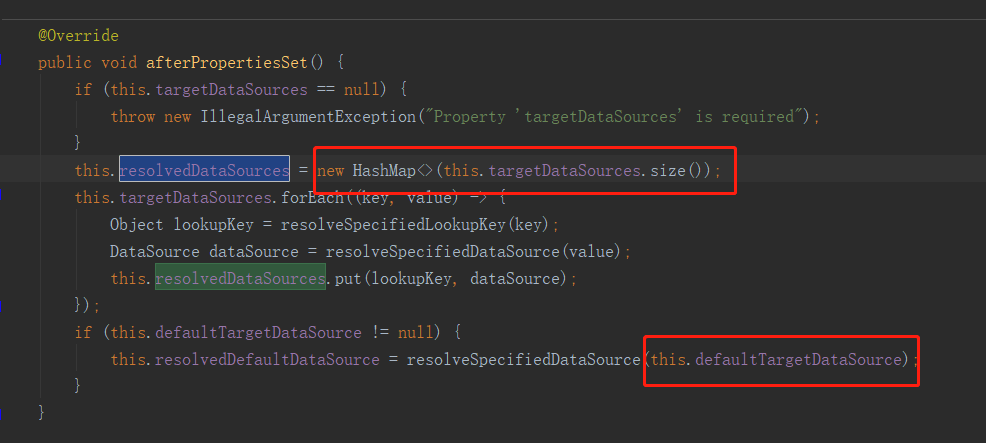 @Override
public void afterPropertiesSet() {
if (this.targetDataSources == null) {
throw new IllegalArgumentException("Property 'targetDataSources' is required");
}
this.resolvedDataSources = new HashMap<>(this.targetDataSources.size());
this.targetDataSources.forEach((key, value) -> {
Object lookupKey = resolveSpecifiedLookupKey(key);
DataSource dataSource = resolveSpecifiedDataSource(value);
this.resolvedDataSources.put(lookupKey, dataSource);
});
if (this.defaultTargetDataSource != null) {
this.resolvedDefaultDataSource = resolveSpecifiedDataSource(this.defaultTargetDataSource);
}
}